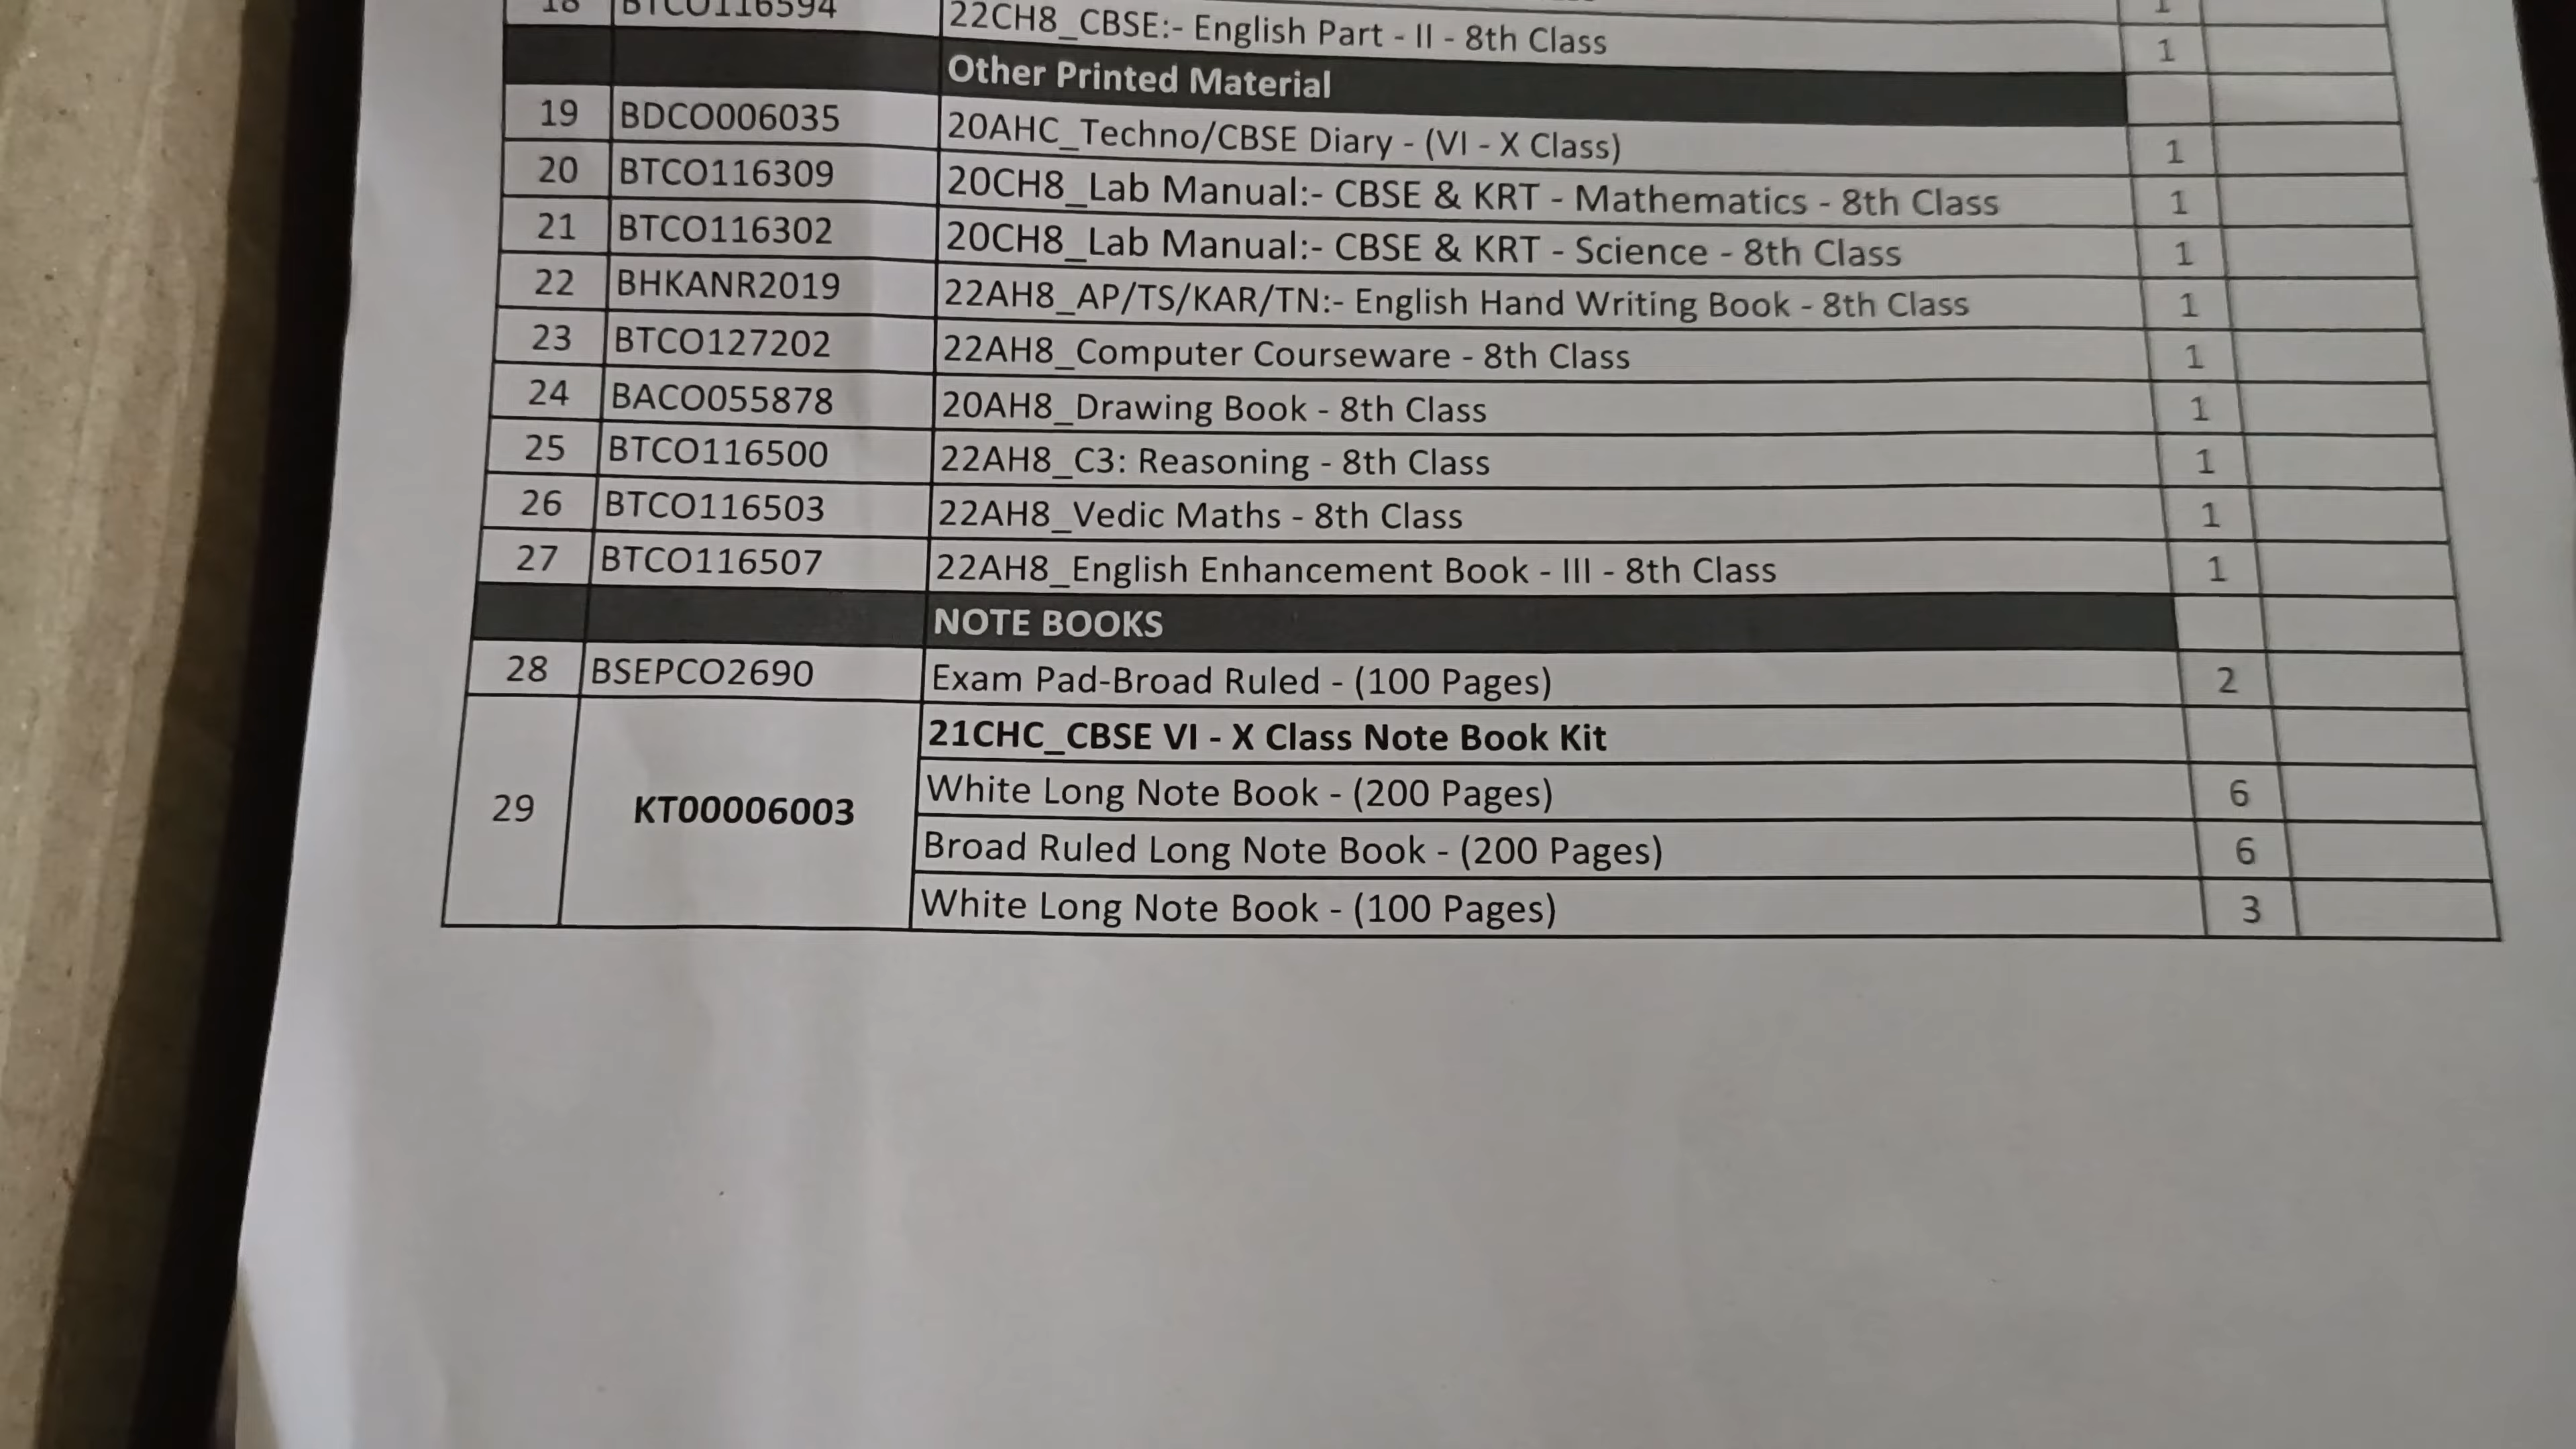 18 BTCO116594 22CH8_CBSE:- English Part - II - 8th Class 1
Other Printed Material
19 BDCO006035 20AHC_Techno/CBSE Diary - (VI - X Class) 1
20 BTCO116309 20CH8_Lab Manual:- CBSE & KRT - Mathematics - 8th Class 1
21 BTCO116302 20CH8_Lab Manual:- CBSE & KRT - Science - 8th Class 1
22 BHKANR2019 22AH8_AP/TS/KAR/TN:- English Hand Writing Book - 8th Class 1
23 BTCO127202 22AH8_Computer Courseware - 8th Class 1
24 BACO055878 20AH8_Drawing Book - 8th Class 1
25 BTCO116500 22AH8_C3: Reasoning - 8th Class 1
26 BTCO116503 22AH8_Vedic Maths - 8th Class 1
27 BTCO116507 22AH8_English Enhancement Book - III - 8th Class 1
NOTE BOOKS
28 BSEPCO2690 Exam Pad-Broad Ruled - (100 Pages) 2
21CHC_CBSE VI - X Class Note Book Kit
29 KT00006003 White Long Note Book - (200 Pages) 6
Broad Ruled Long Note Book - (200 Pages) 6
White Long Note Book - (100 Pages) 3